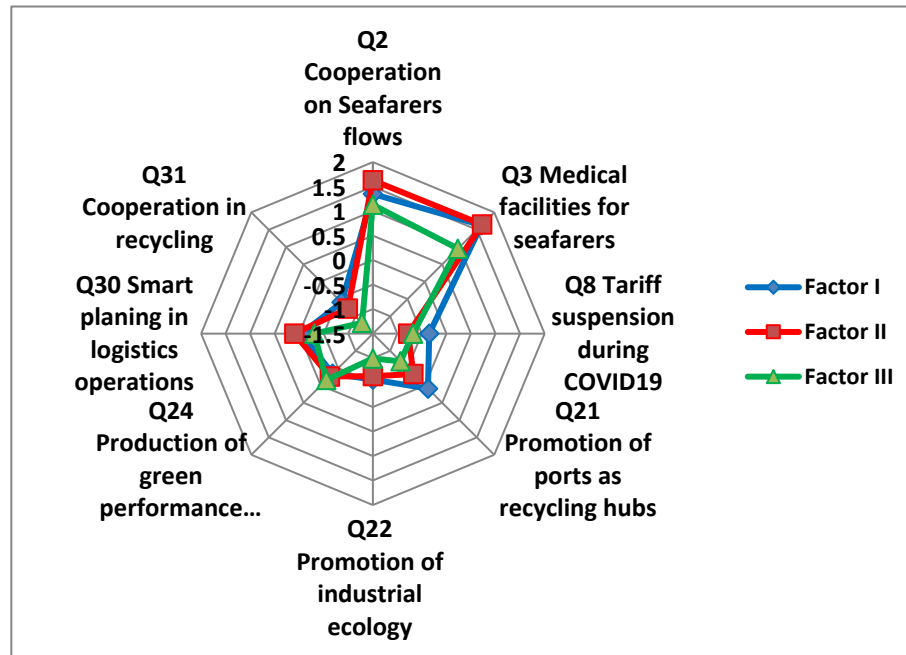 Q2
Cooperation
on Seafarers
flows
Q3 Medical
facilities for
seafarers
Q8 Tariff
suspension
during
COVID19
Q21
Promotion of
ports as
recycling hubs
Q22
Promotion of
industrial
ecology
Q24
Production of
green
performance...
Q30 Smart
planing in
logistics
operations
Q31
Cooperation in
recycling
2
1.5
1
0.5
0
-0.5
-1
-1.5
Factor I
Factor II
Factor III